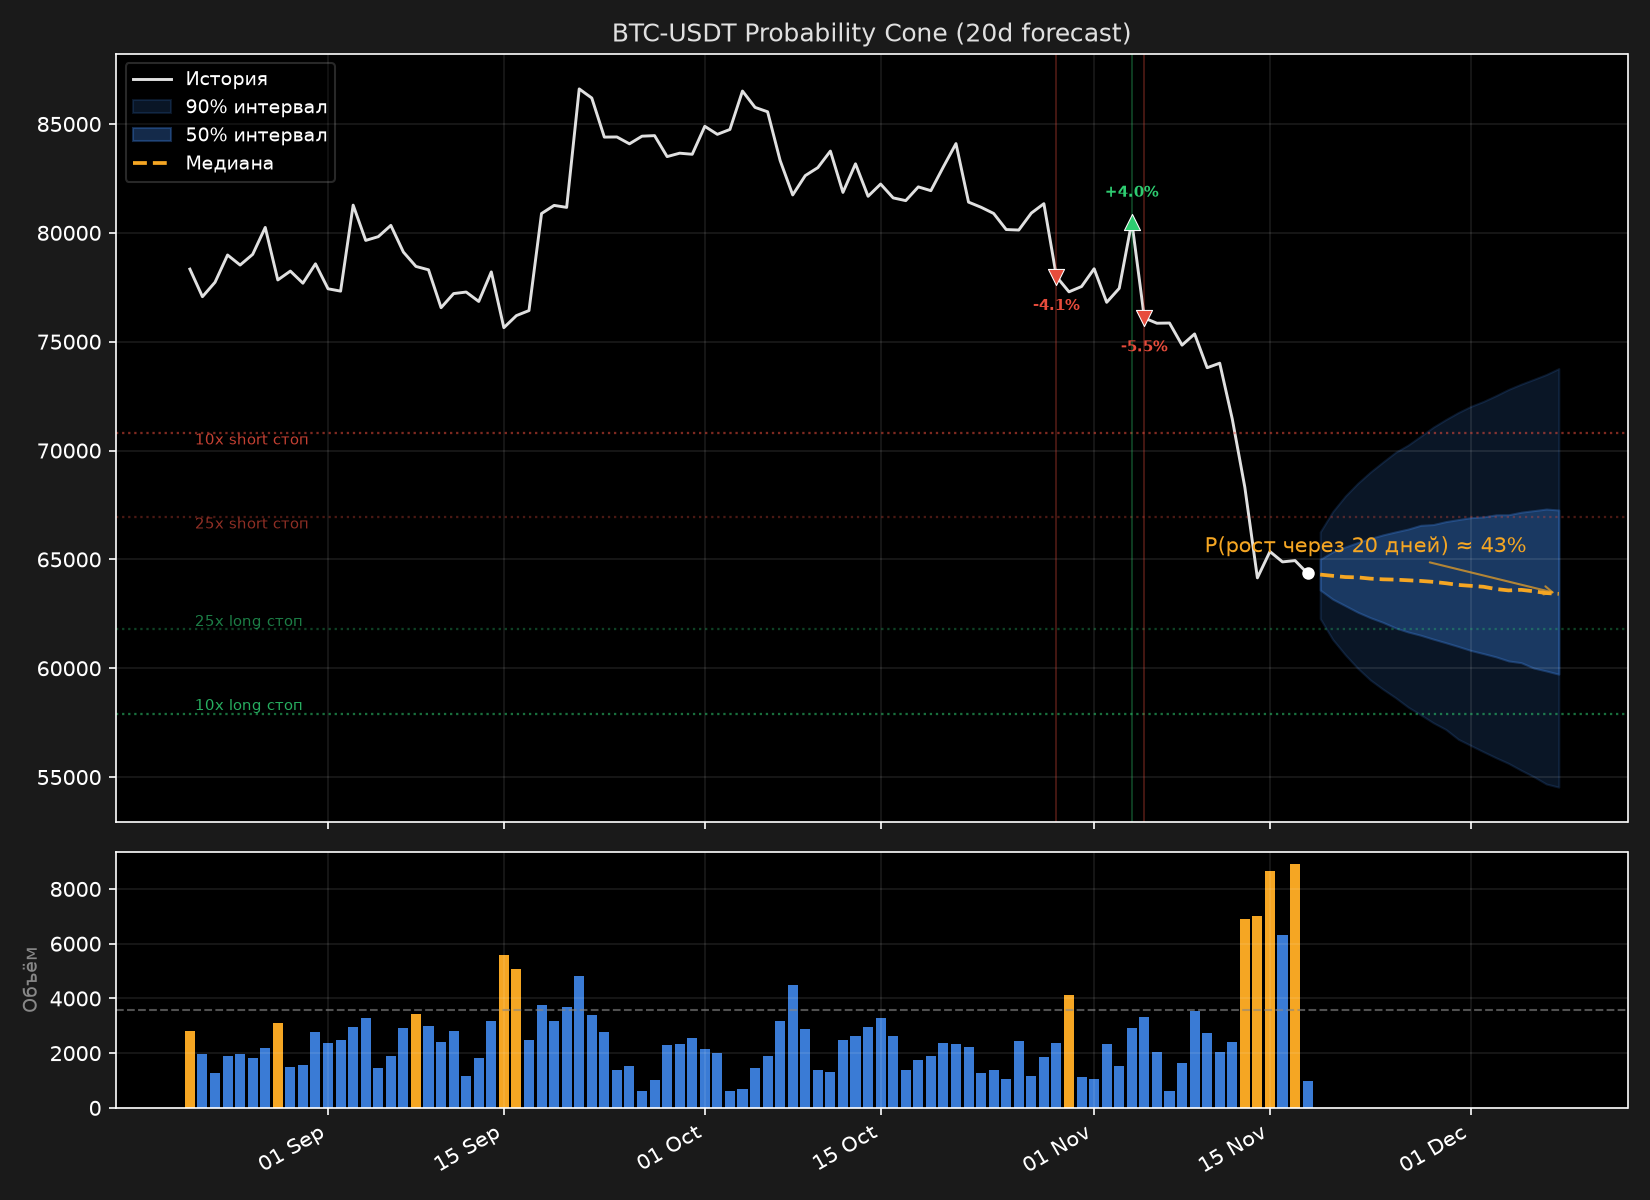 BTC-USDT Probability Cone (20d forecast)
История
90% интервал
50% интервал
Медиана
85000
80000
75000
70000
65000
60000
55000
+4.0%
-4.1%
-5.5%
10x short стоп
25x short стоп
P(рост через 20 дней) ≈ 43%
25x long стоп
10x long стоп
Объём
8000
6000
4000
2000
0
01 Sep
15 Sep
01 Oct
15 Oct
01 Nov
15 Nov
01 Dec